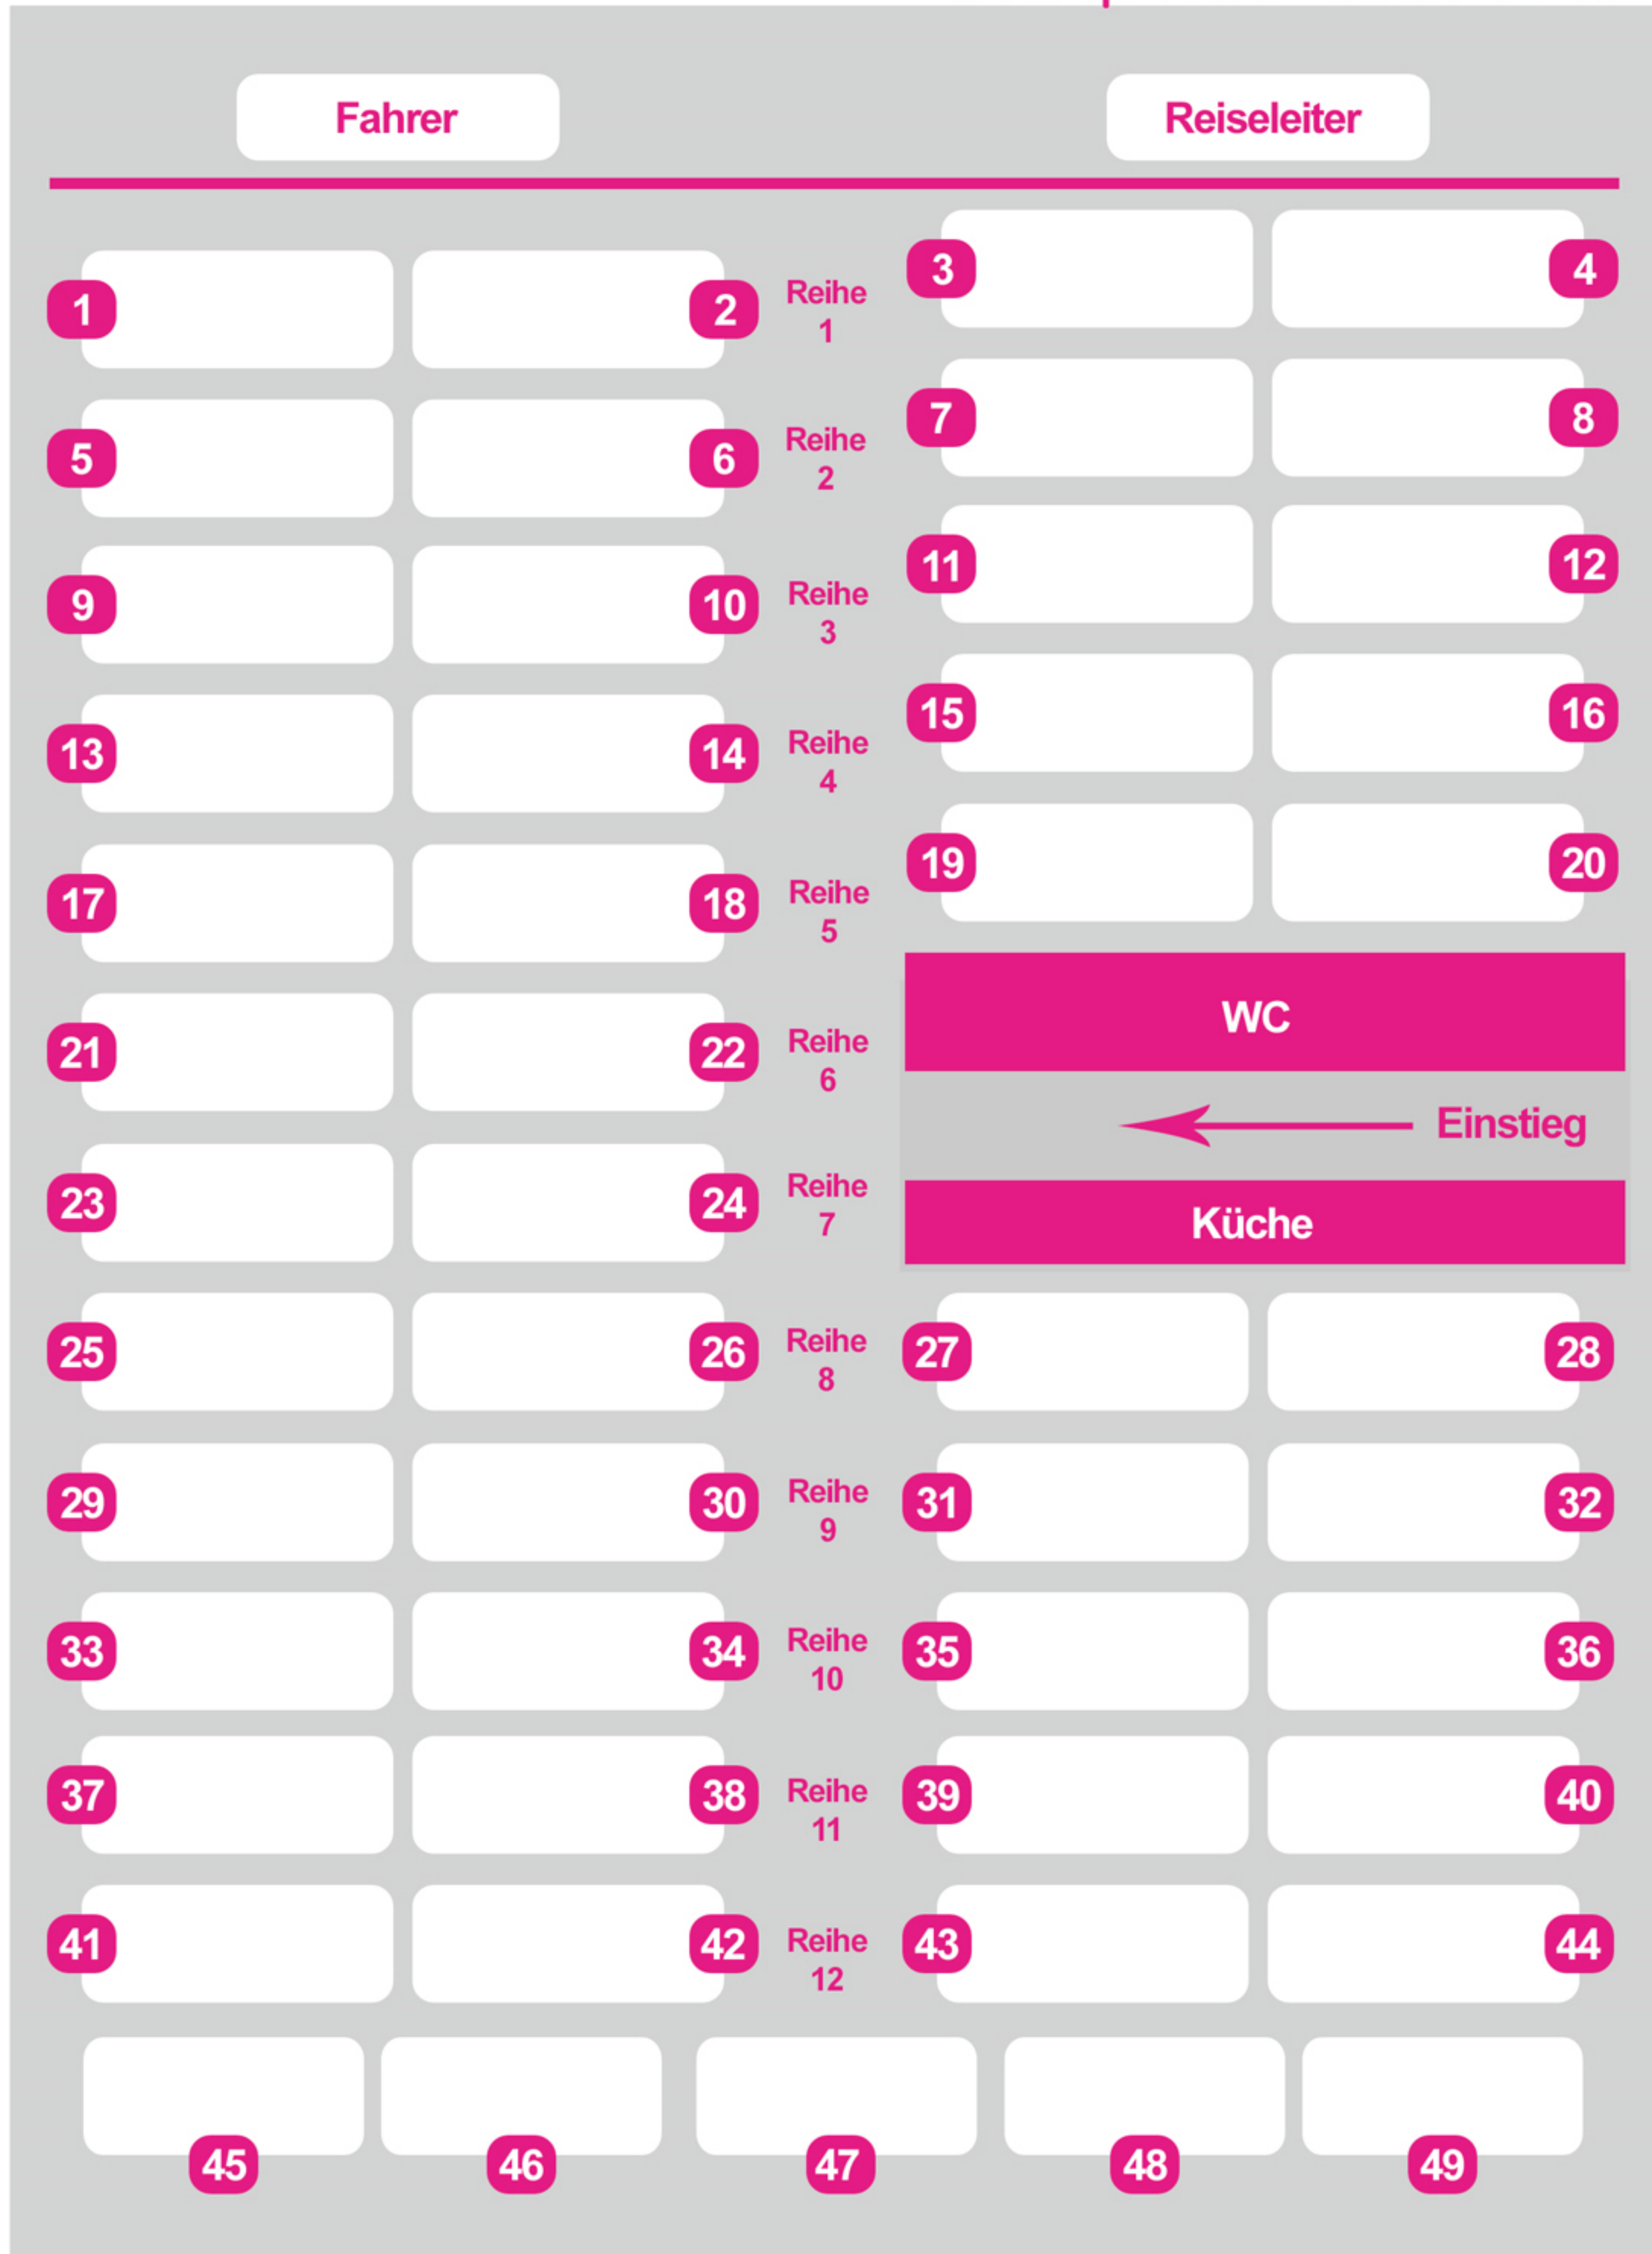 Fahrer Reiseleiter
3 4
1 2 Reihe
1
7 8
5 6 Reihe
2
11 12
9 10 Reihe
3
15 16
13 14 Reihe
4
19 20
17 18 Reihe
5
WC
21 22 Reihe
6
Einstieg
23 24 Reihe
7
Küche
25 26 Reihe 27 28
8
29 30 Reihe 31 32
9
33 34 Reihe 35 36
10
37 38 Reihe 39 40
11
41 42 Reihe 43 44
12
45 46 47 48 49